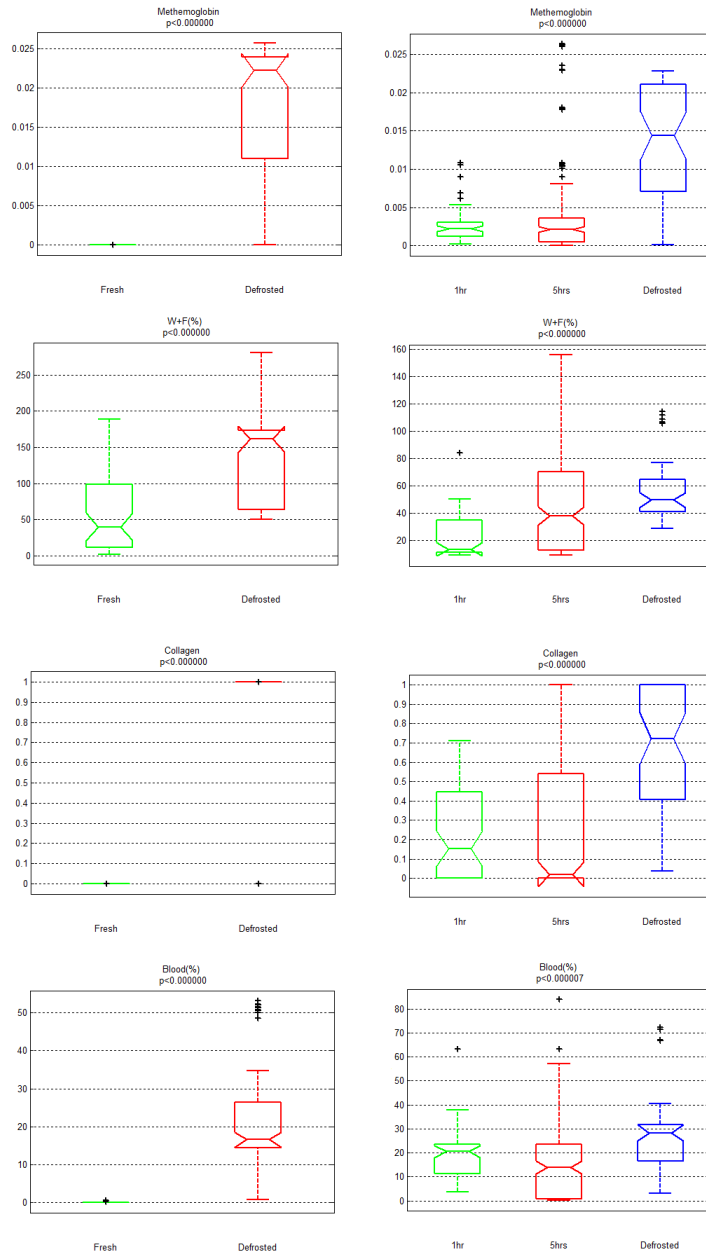 Methemoglobin
p<0.000000
0.025
0.02
0.015
0.01
0.005
0
Fresh Defrosted
Methemoglobin
p<0.000000
0.025
0.02
0.015
0.01
0.005
0
1hr 5hrs Defrosted
W+F(%)
p<0.000000
250
200
150
100
50
0
Fresh Defrosted
W+F(%)
p<0.000000
160
140
120
100
80
60
40
20
1hr 5hrs Defrosted
Collagen
p<0.000000
1
0.9
0.8
0.7
0.6
0.5
0.4
0.3
0.2
0.1
0
Fresh Defrosted
Collagen
p<0.000000
1
0.9
0.8
0.7
0.6
0.5
0.4
0.3
0.2
0.1
0
1hr 5hrs Defrosted
Blood(%)
p<0.000000
50
40
30
20
10
0
Fresh Defrosted
Blood(%)
p<0.000007
80
70
60
50
40
30
20
10
0
1hr 5hrs Defrosted